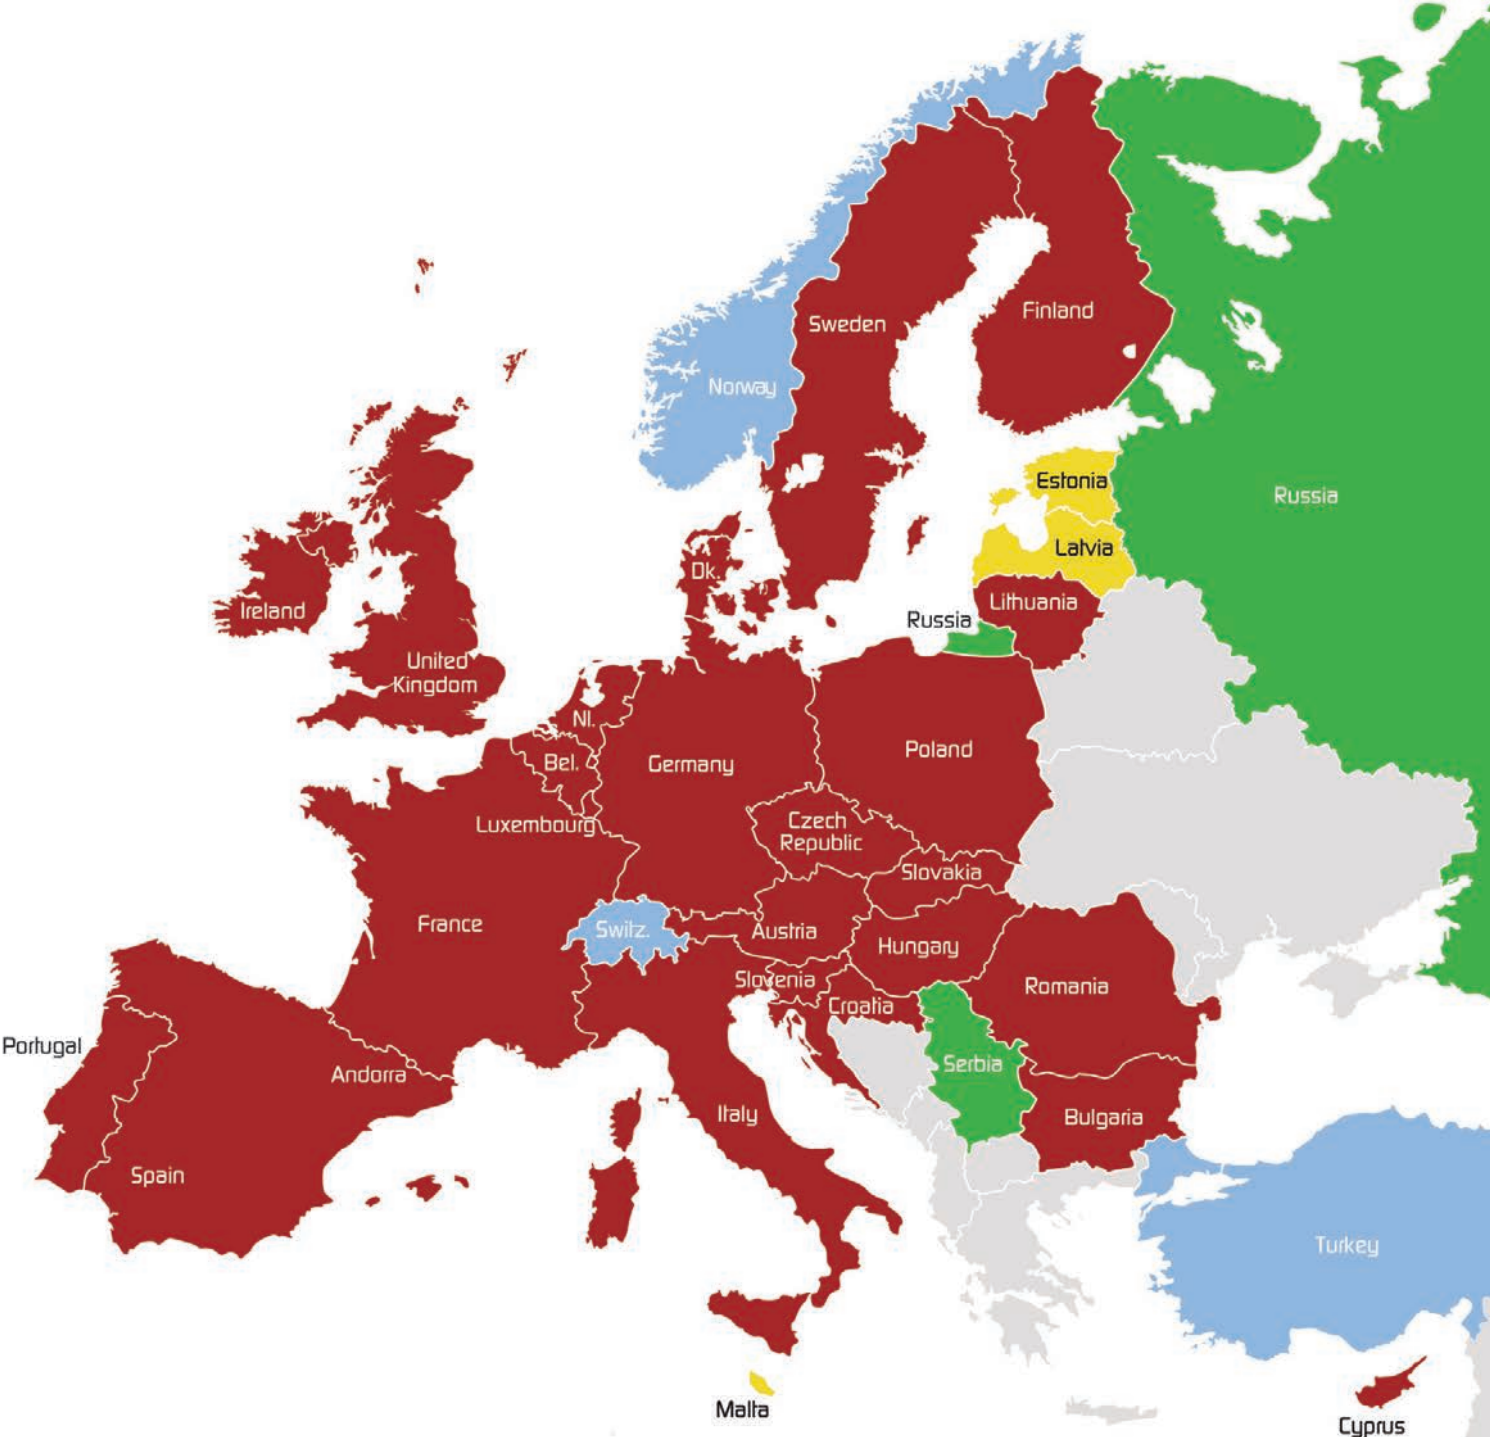 Finland
Sweden
Norway
Estonia
Russia
Latvia
Dk.
Lithuania
Ireland
Russia
United
Kingdom
Nl.
Poland
Bel.
Germany
Luxembourg
Czech
Republic
Slovakia
France
Switz.
Austria
Hungary
Slovenia
Romania
Croatia
Portugal
Andorra
Serbia
Italy
Bulgaria
Spain
Turkey
Malta
Cyprus